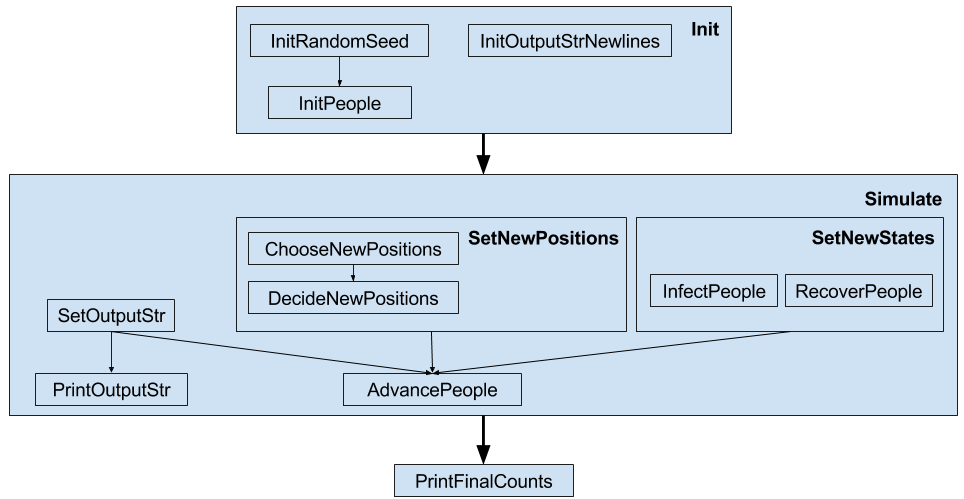 Init
InitRandomSeed
InitOutputStrNewlines
InitPeople
Simulate
SetNewPositions
ChooseNewPositions
DecideNewPositions
SetNewStates
InfectPeople
RecoverPeople
SetOutputStr
PrintOutputStr
AdvancePeople
PrintFinalCounts